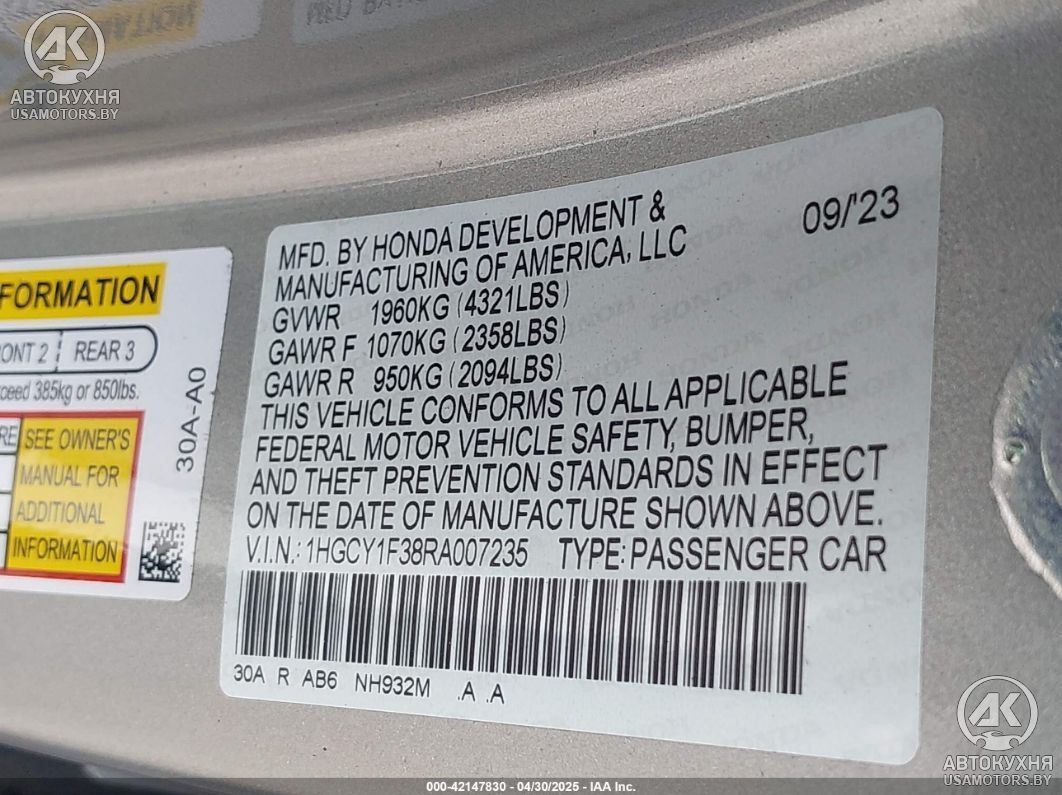 AK
АВТОКУХНЯ
USAMOTORS.BY
FORMATION
ONT 2 REAR 3
ceed 385kg or 850lbs.
RE
SEE OWNER'S
MANUAL FOR
ADDITIONAL
INFORMATION
30A-A0
09/'23
MFD. BY HONDA DEVELOPMENT &
MANUFACTURING OF AMERICA, LLC
GVWR 1960KG (4321LBS)
GAWR F 1070KG (2358LBS)
GAWR R 950KG (2094LBS)
THIS VEHICLE CONFORMS TO ALL APPLICABLE
FEDERAL MOTOR VEHICLE SAFETY, BUMPER,
AND THEFT PREVENTION STANDARDS IN EFFECT
ON THE DATE OF MANUFACTURE SHOWN ABOVE.
V.I.N.: 1HGCY1F38RA007235 TYPE: PASSENGER CAR
30A R AB6 NH932M .A .A
AK
АВТОКУХНЯ
USAMOTORS.BY
000-42147830 - 04/30/2025 - IAA Inc.